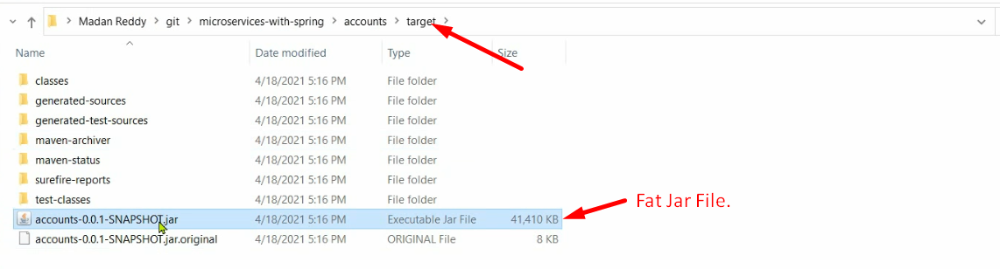 Madan Reddy > git > microservices-with-spring > accounts > target >
Name Date modified Type Size
classes 4/18/2021 5:16 PM File folder
generated-sources 4/18/2021 5:16 PM File folder
generated-test-sources 4/18/2021 5:16 PM File folder
maven-archiver 4/18/2021 5:16 PM File folder
maven-status 4/18/2021 5:16 PM File folder
surefire-reports 4/18/2021 5:16 PM File folder
test-classes 4/18/2021 5:16 PM File folder
accounts-0.0.1-SNAPSHOT.jar 4/18/2021 5:16 PM Executable Jar File 41,410 KB Fat Jar File.
accounts-0.0.1-SNAPSHOT.jar.original 4/18/2021 5:16 PM ORIGINAL File 8 KB